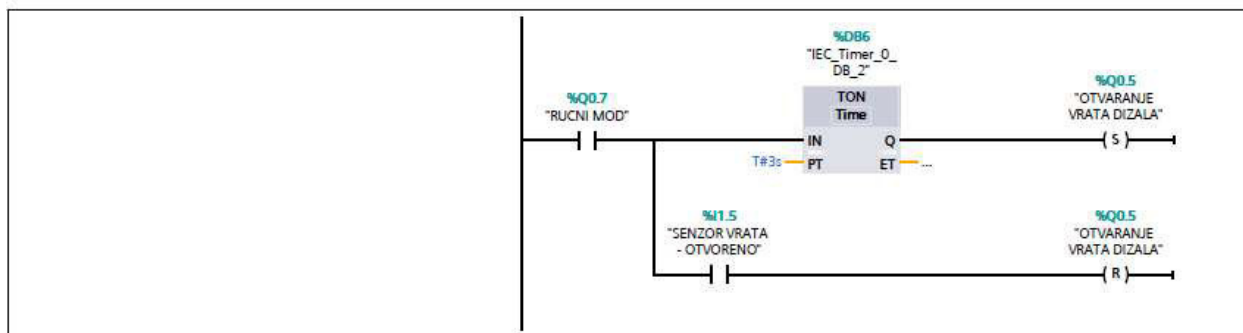 %DB6
"IEC_Timer_0_
DB_2"
%Q0.7
"RUCNI MOD"
TON
Time
%Q0.5
"OTVARANJE
VRATA DIZALA"
IN
Q
( S )
T#3s
PT
ET
...
%I1.5
"SENZOR VRATA
- OTVORENO"
%Q0.5
"OTVARANJE
VRATA DIZALA"
( R )